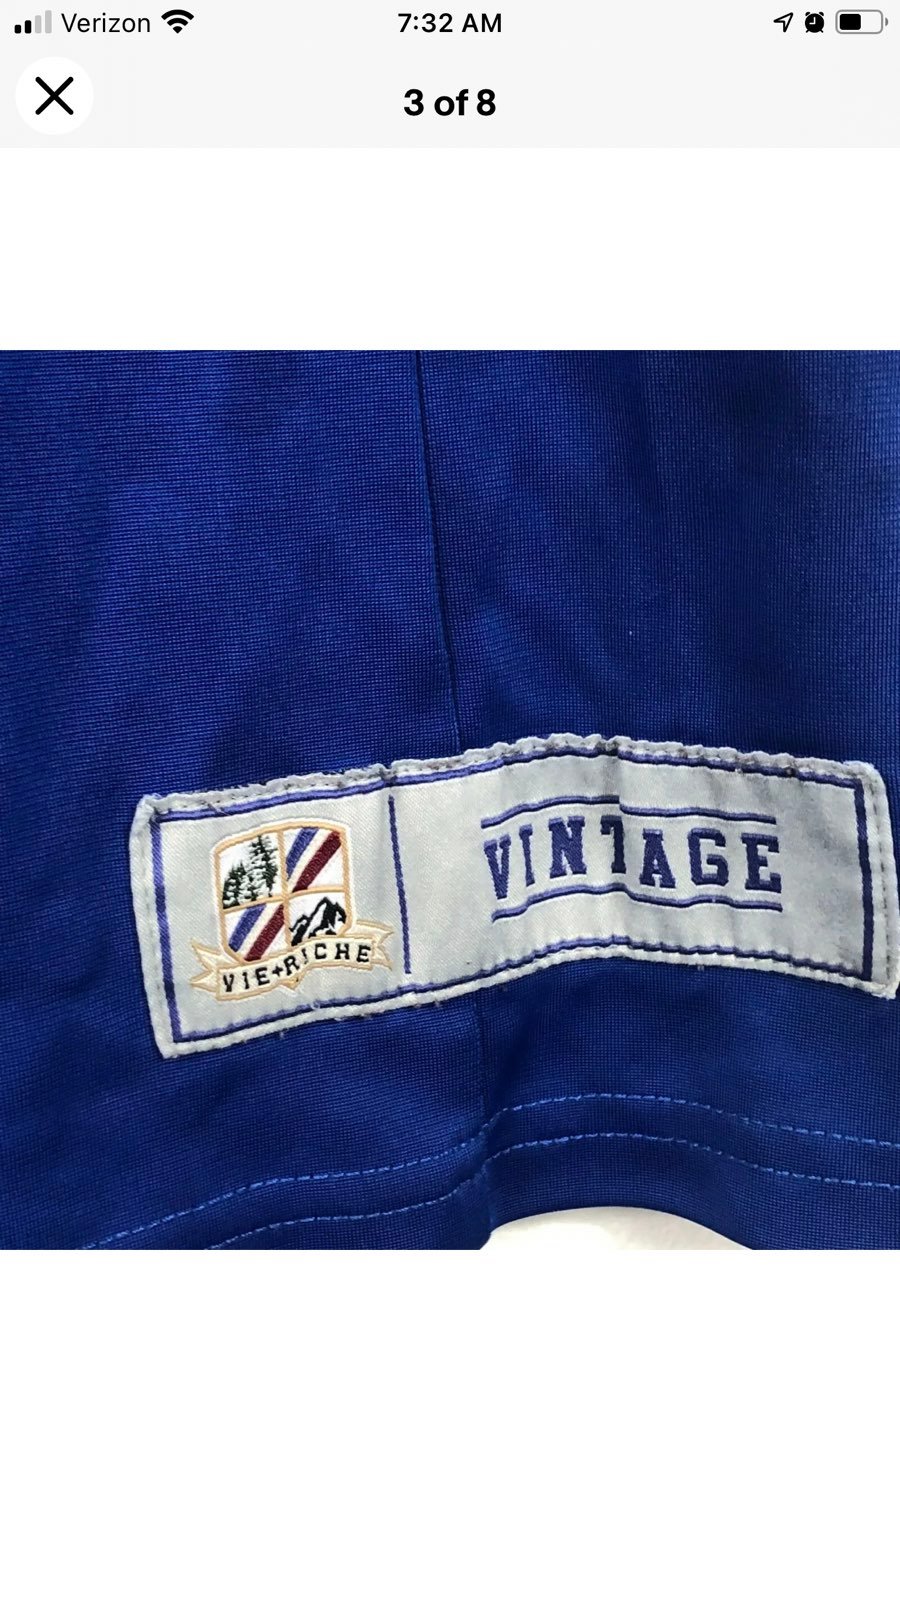 Verizon 7:32 AM
3 of 8
VINTAGE
VIE+RICHE